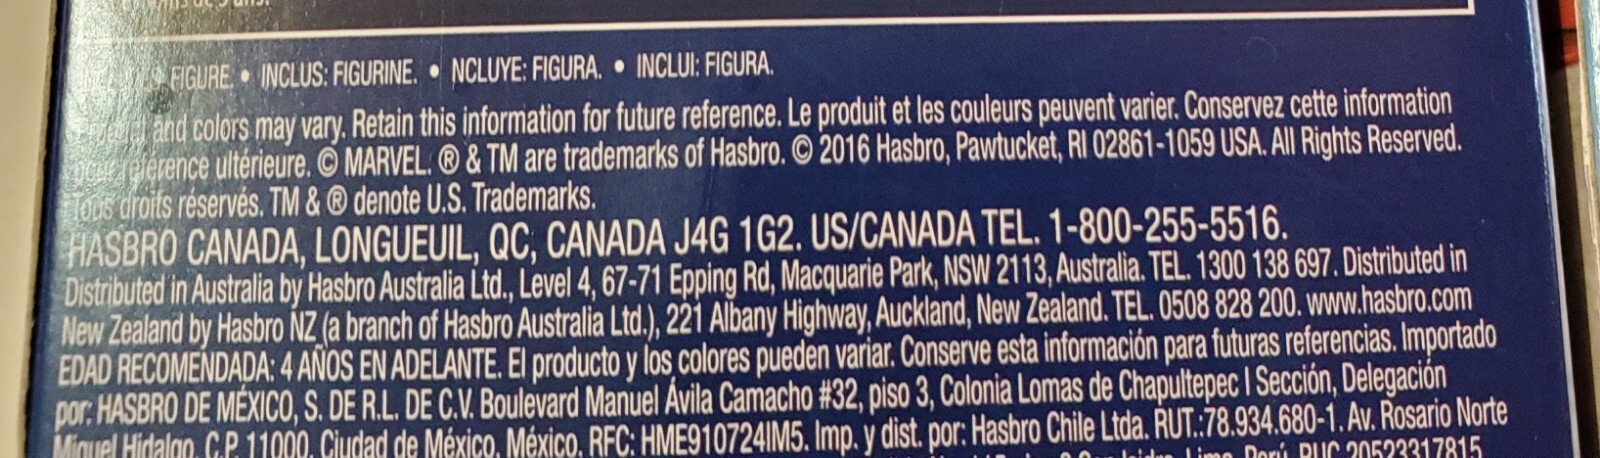 ans.
FIGURE. • INCLUS: FIGURINE. • NCLUYE: FIGURA. • INCLUI: FIGURA.
and colors may vary. Retain this information for future reference. Le produit et les couleurs peuvent varier. Conservez cette information
pour référence ultérieure. © MARVEL. ® & TM are trademarks of Hasbro. © 2016 Hasbro, Pawtucket, RI 02861-1059 USA. All Rights Reserved.
Tous droits réservés. TM & ® denote U.S. Trademarks.
HASBRO CANADA, LONGUEUIL, QC, CANADA J4G 1G2. US/CANADA TEL. 1-800-255-5516.
Distributed in Australia by Hasbro Australia Ltd., Level 4, 67-71 Epping Rd, Macquarie Park, NSW 2113, Australia. TEL. 1300 138 697. Distributed in
New Zealand by Hasbro NZ (a branch of Hasbro Australia Ltd.), 221 Albany Highway, Auckland, New Zealand. TEL. 0508 828 200. www.hasbro.com
EDAD RECOMENDADA: 4 AÑOS EN ADELANTE. El producto y los colores pueden variar. Conserve esta información para futuras referencias. Importado
por: HASBRO DE MÉXICO, S. DE R.L. DE C.V. Boulevard Manuel Ávila Camacho #32, piso 3, Colonia Lomas de Chapultepec I Sección, Delegación
Miguel Hidalgo, C.P. 11000, Ciudad de México, México. RFC: HME910724IM5. Imp. y dist. por: Hasbro Chile Ltda. RUT.:78.934.680-1. Av. Rosario Norte
Isidro, Lima, Perú. RUC 20523317815.